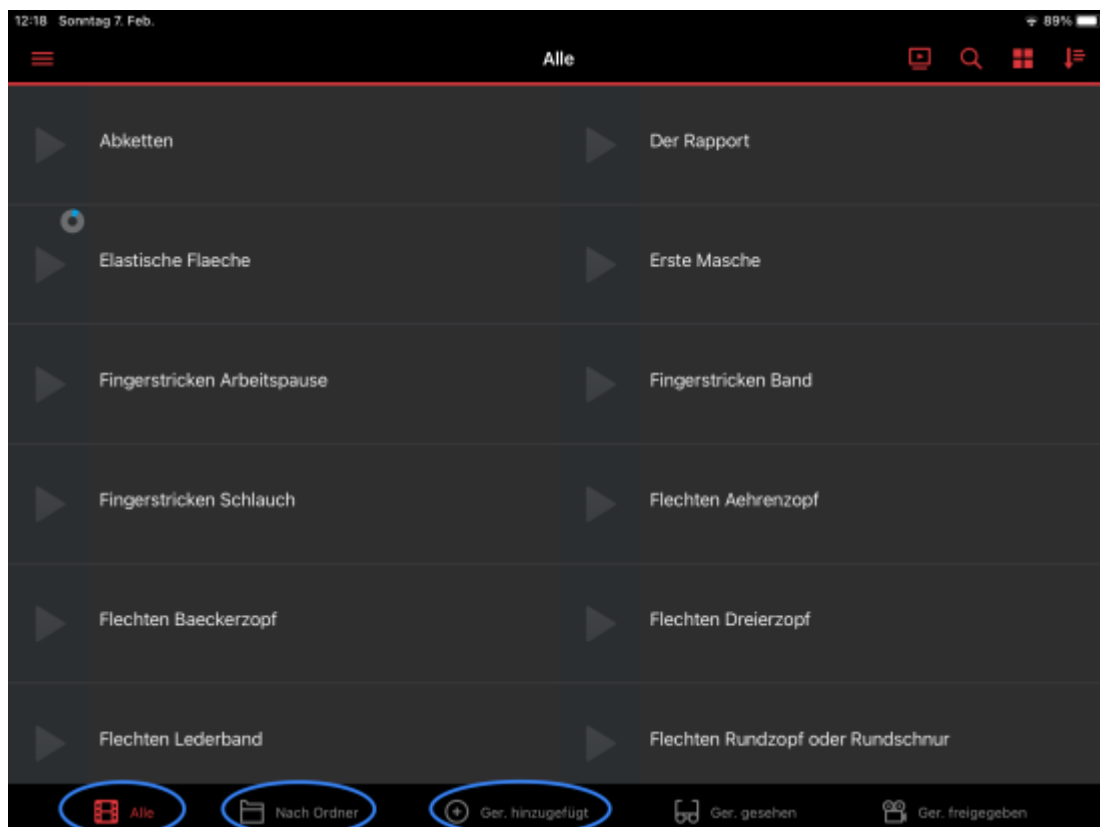 12:18 Sonntag 7. Feb. 89%
Alle
Abketten
Der Rapport
Elastische Flaeche
Erste Masche
Fingerstricken Arbeitspause
Fingerstricken Band
Fingerstricken Schlauch
Flechten Aehrenzopf
Flechten Baeckerzopf
Flechten Dreierzopf
Flechten Lederband
Flechten Rundzopf oder Rundschnur
Alle Nach Ordner Ger. hinzugefügt Ger. gesehen Ger. freigegeben